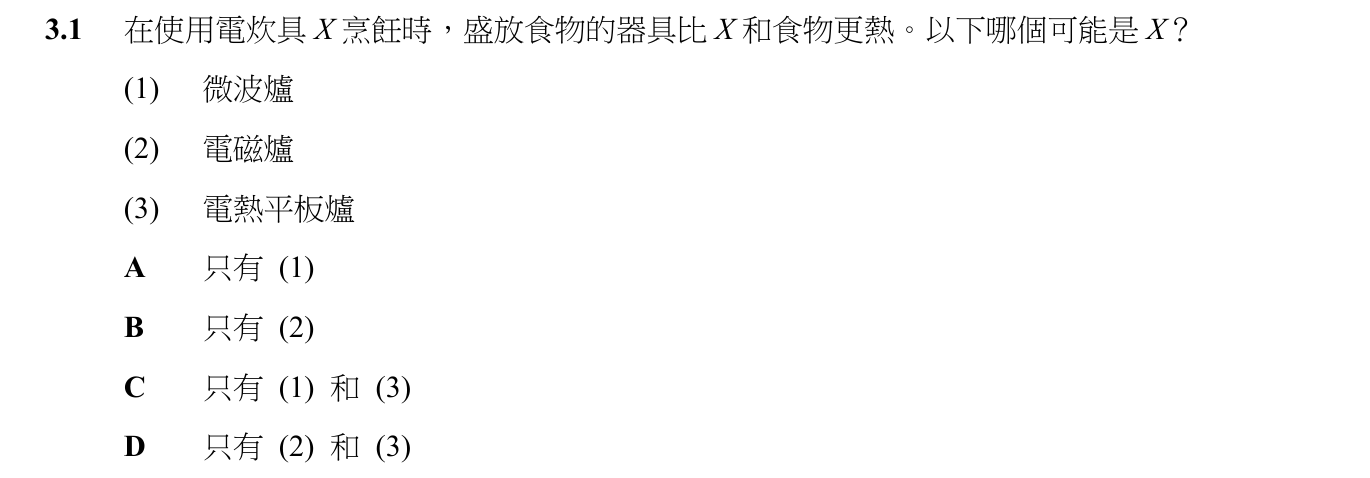 3.1 在使用電炊具 X 烹飪時，盛放食物的器具比 X 和食物更熱。以下哪個可能是 X？
(1) 微波爐
(2) 電磁爐
(3) 電熱平板爐
A 只有 (1)
B 只有 (2)
C 只有 (1) 和 (3)
D 只有 (2) 和 (3)